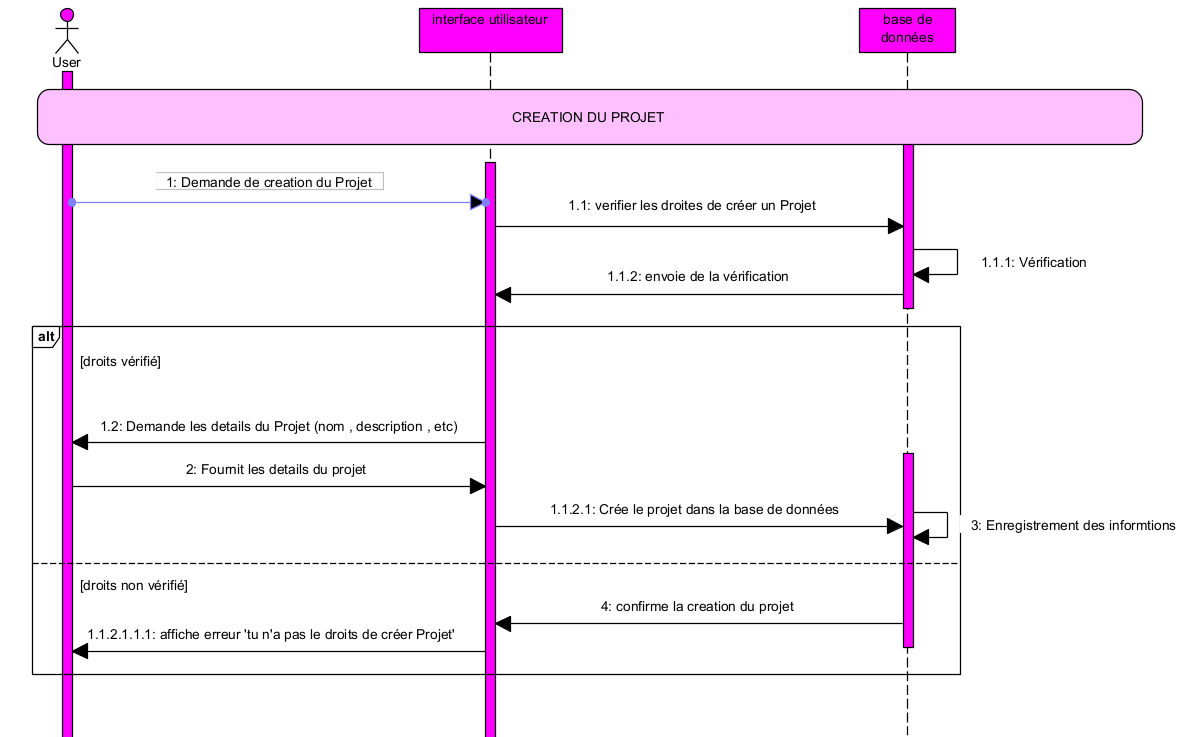 User
interface utilisateur
base de
données
CREATION DU PROJET
1: Demande de creation du Projet
1.1: verifier les droites de créer un Projet
1.1.1: Vérification
1.1.2: envoie de la vérification
alt
[droits vérifié]
1.2: Demande les details du Projet (nom , description , etc)
2: Fournit les details du projet
1.1.2.1: Crée le projet dans la base de données
3: Enregistrement des informtions
[droits non vérifié]
4: confirme la creation du projet
1.1.2.1.1.1: affiche erreur 'tu n'a pas le droits de créer Projet'